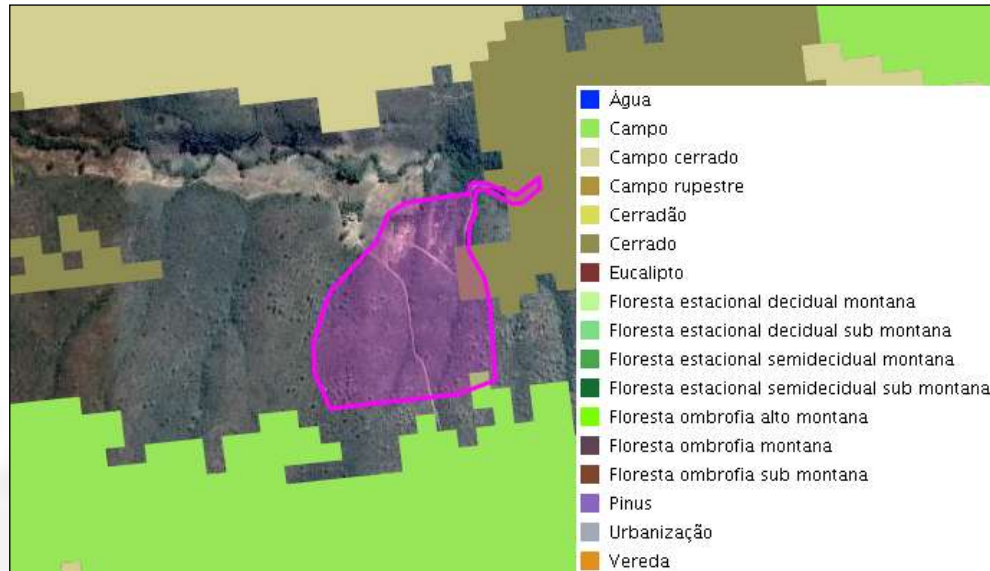 Água
Campo
Campo cerrado
Campo rupestre
Cerradão
Cerrado
Eucalipto
Floresta estacional decidual montana
Floresta estacional decidual sub montana
Floresta estacional semidecidual montana
Floresta estacional semidecidual sub montana
Floresta ombrofia alto montana
Floresta ombrofia montana
Floresta ombrofia sub montana
Pinus
Urbanização
Vereda